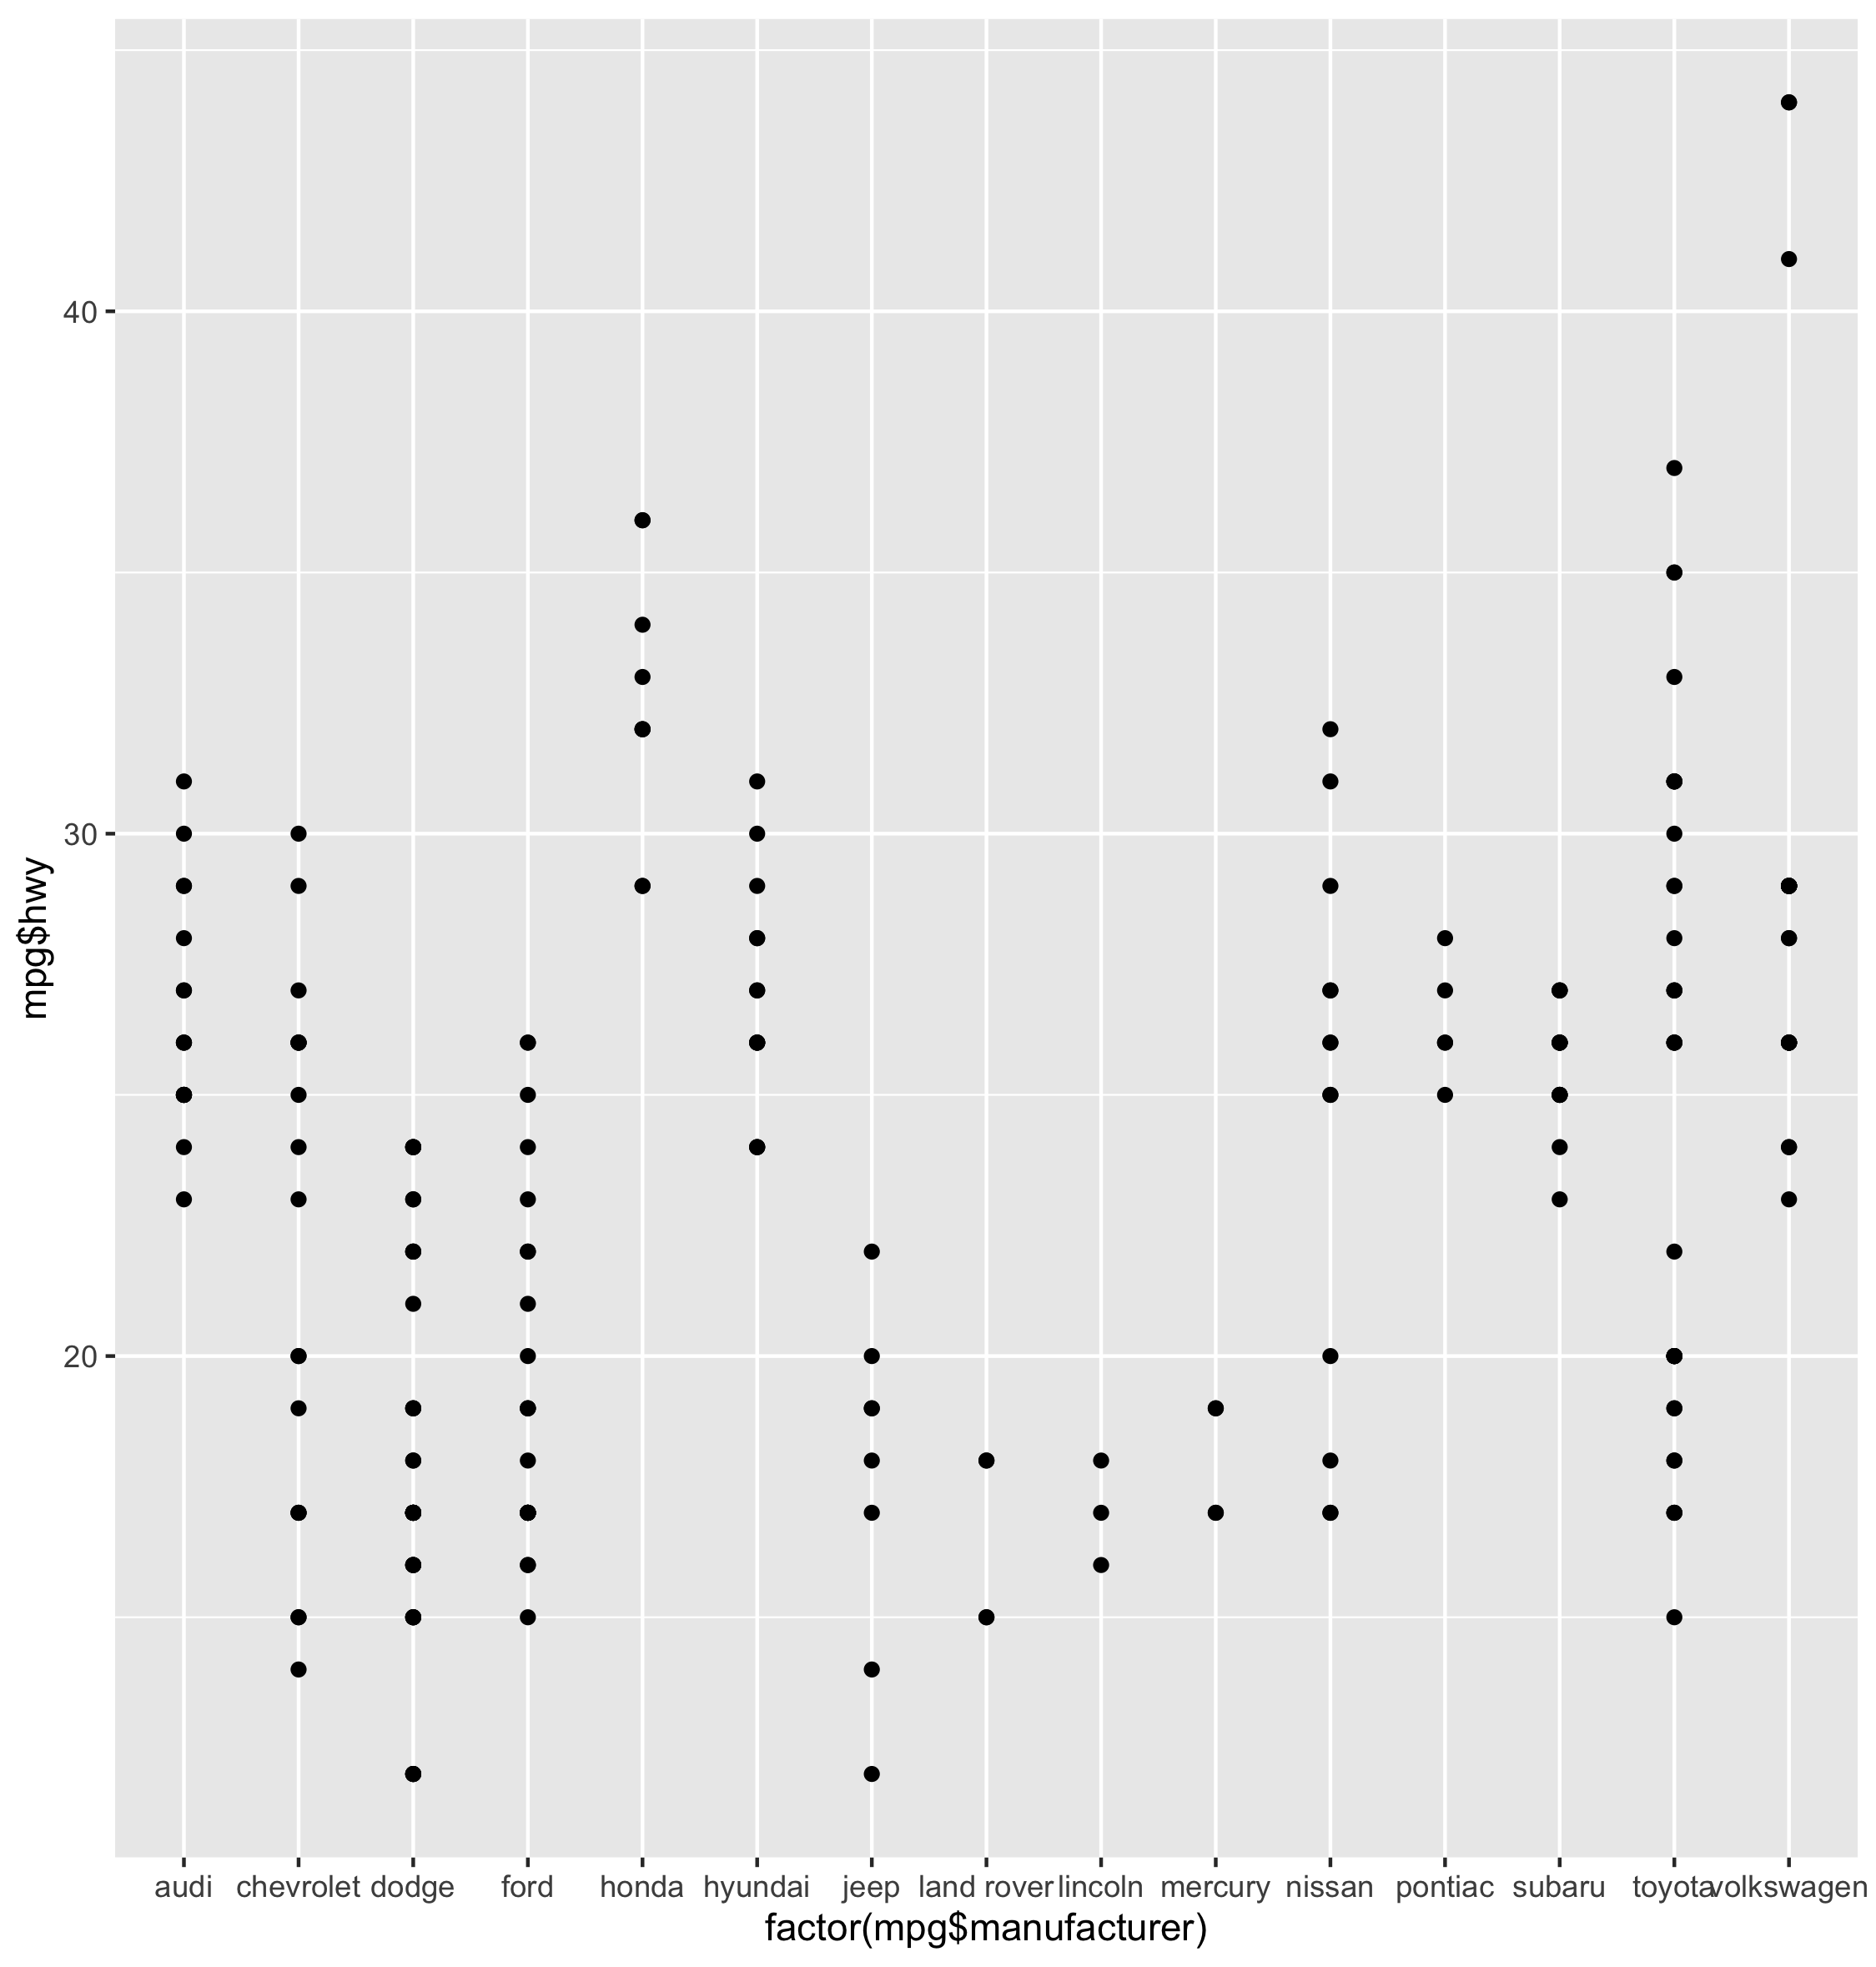 mpg$hwy
40
30
20
audi chevrolet dodge ford honda hyundai jeep land rover lincoln mercury nissan pontiac subaru toyota volkswagen
factor(mpg$manufacturer)